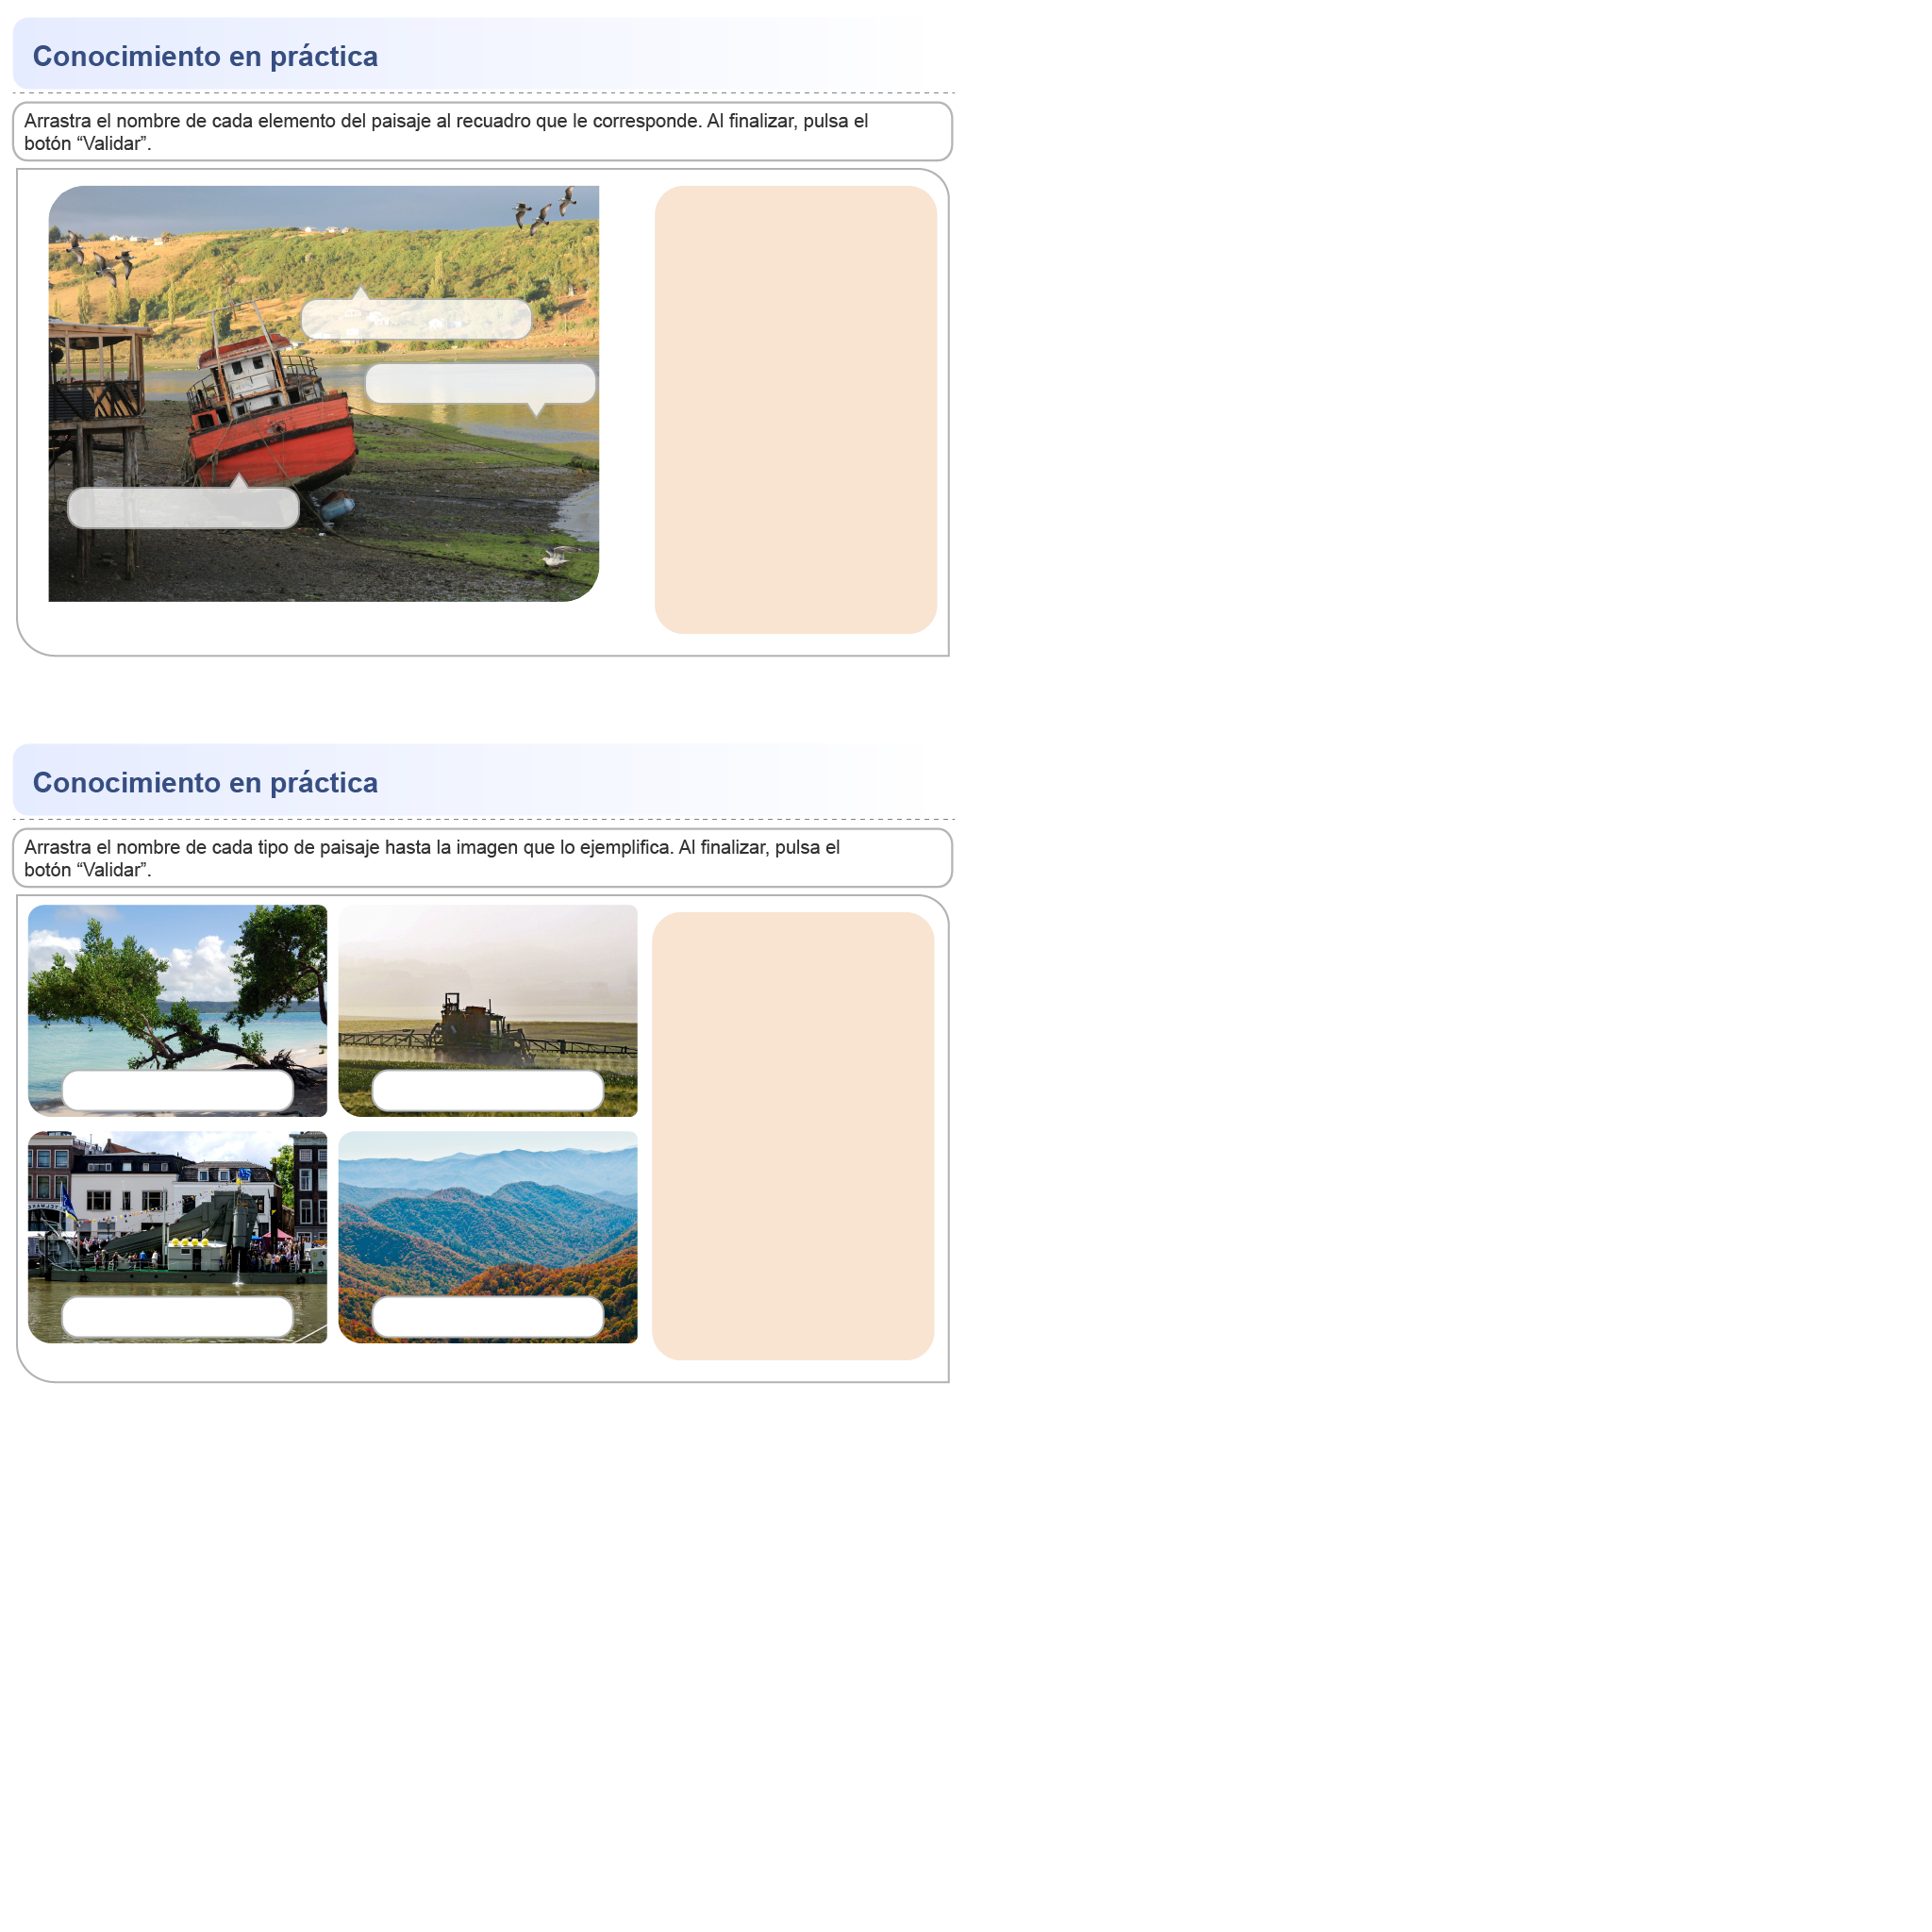 Conocimiento en práctica
Arrastra el nombre de cada elemento del paisaje al recuadro que le corresponde. Al finalizar, pulsa el
botón “Validar”.
Conocimiento en práctica
Arrastra el nombre de cada tipo de paisaje hasta la imagen que lo ejemplifica. Al finalizar, pulsa el
botón “Validar”.